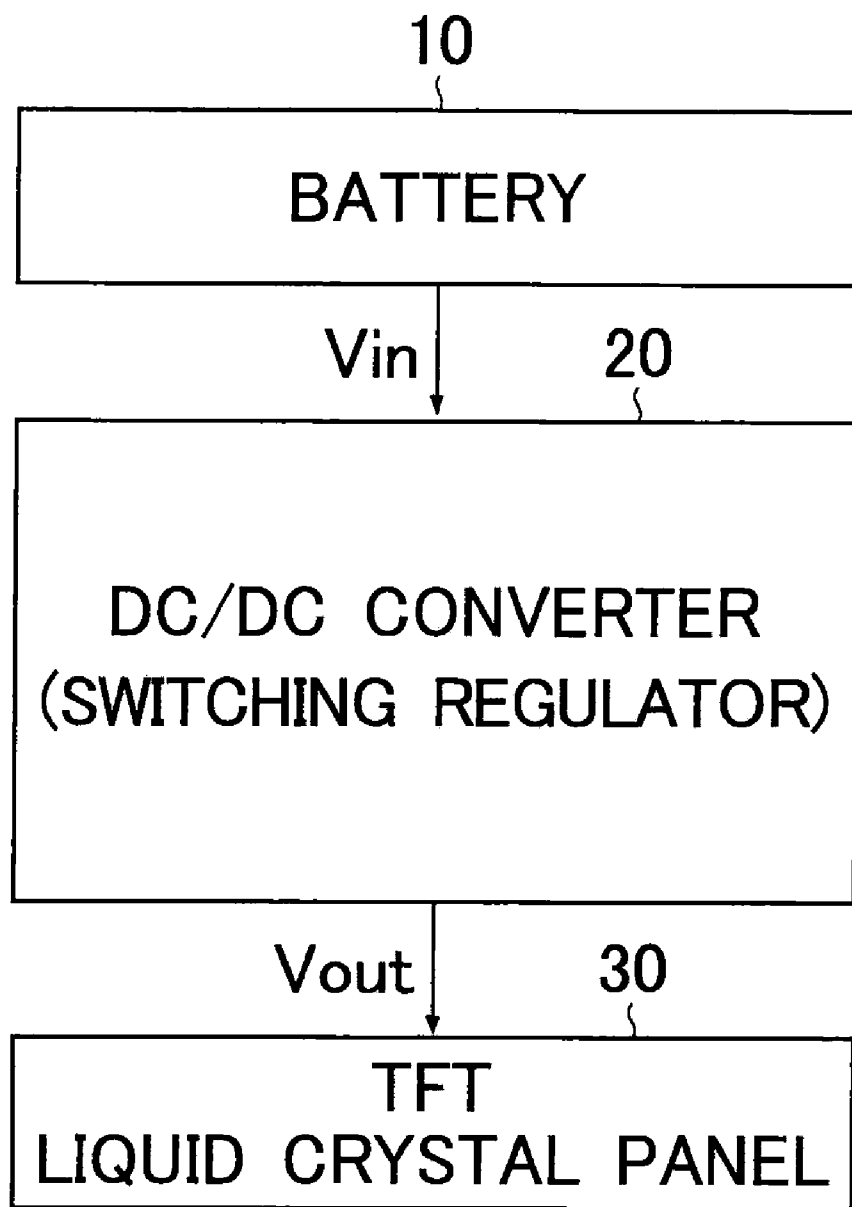 10
BATTERY
Vin
20
DC/DC CONVERTER
(SWITCHING REGULATOR)
Vout
30
TFT
LIQUID CRYSTAL PANEL